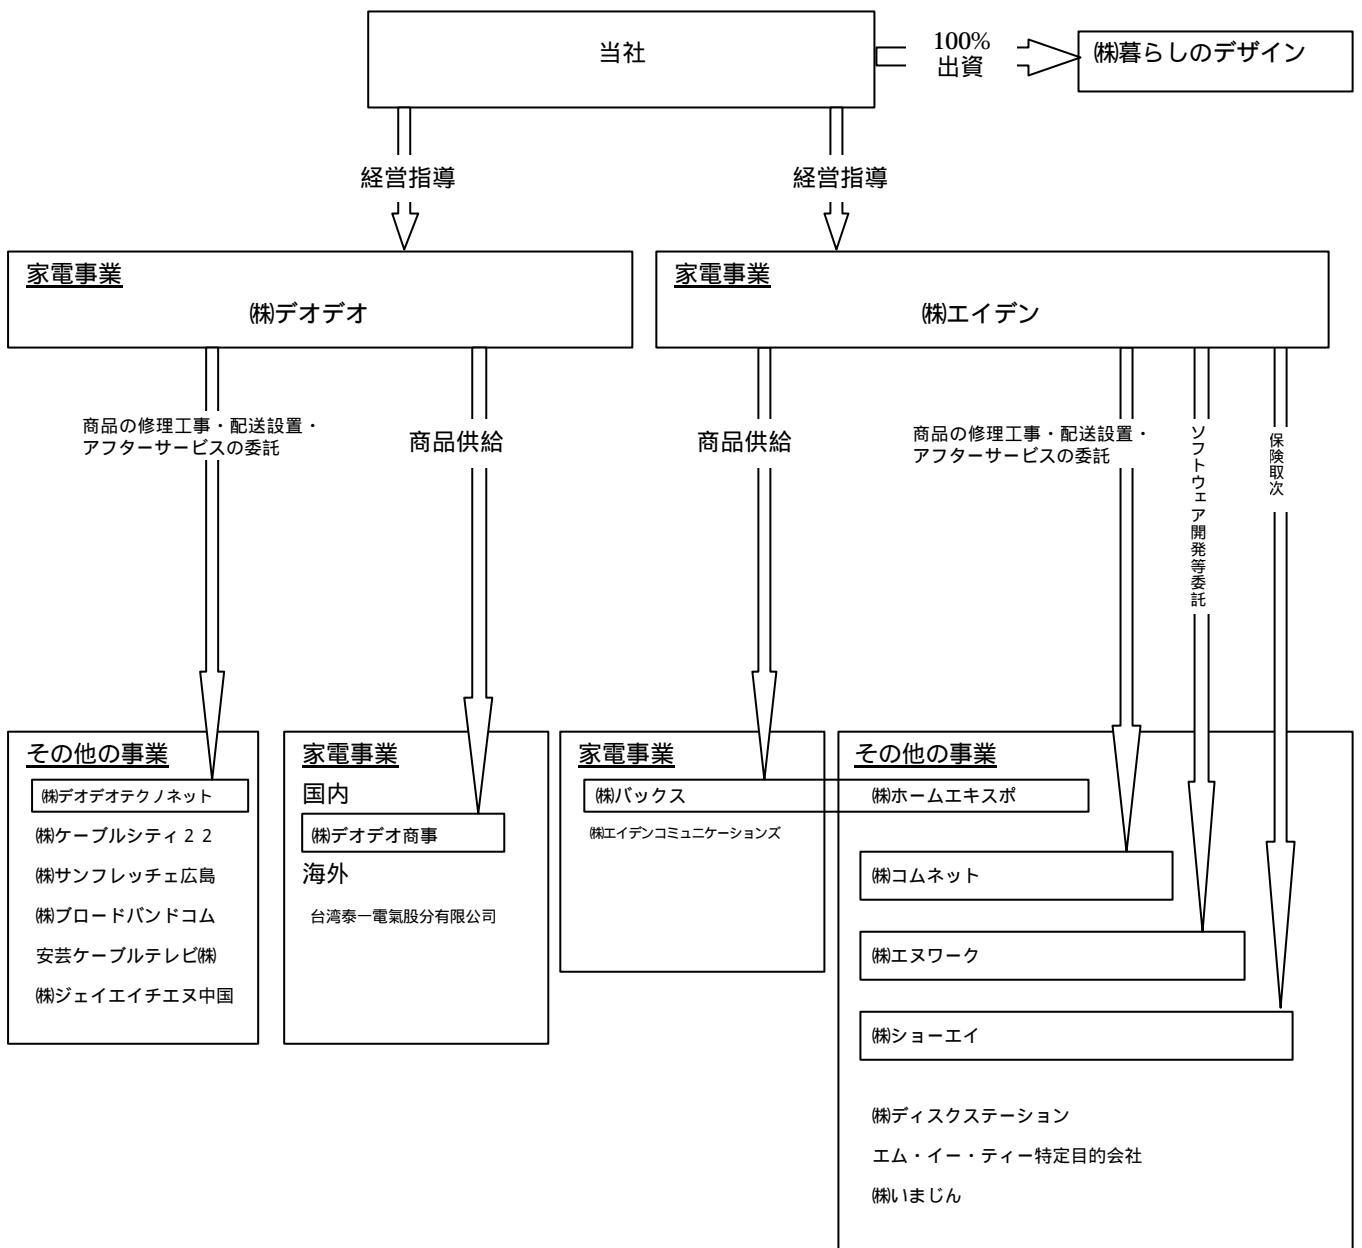 当社
100%
出資
㈱暮らしのデザイン
経営指導
経営指導
家電事業
㈱デオデオ
家電事業
㈱エイデン
商品の修理工事・配送設置・
アフターサービスの委託
商品供給
商品供給
商品の修理工事・配送設置・
アフターサービスの委託
ソフトウェア開発等委託
保険取次
その他の事業
㈱デオデオテクノネット
㈱ケーブルシティ２２
㈱サンフレッチェ広島
㈱ブロードバンドコム
安芸ケーブルテレビ㈱
㈱ジェイエイチエヌ中国
家電事業
国内
㈱デオデオ商事
海外
台湾泰一電氣股分有限公司
家電事業
㈱バックス
㈱エイデンコミュニケーションズ
その他の事業
㈱ホームエキスポ
㈱コムネット
㈱エヌワーク
㈱ショーエイ
㈱ディスクステーション
エム・イー・ティー特定目的会社
㈱いまじん